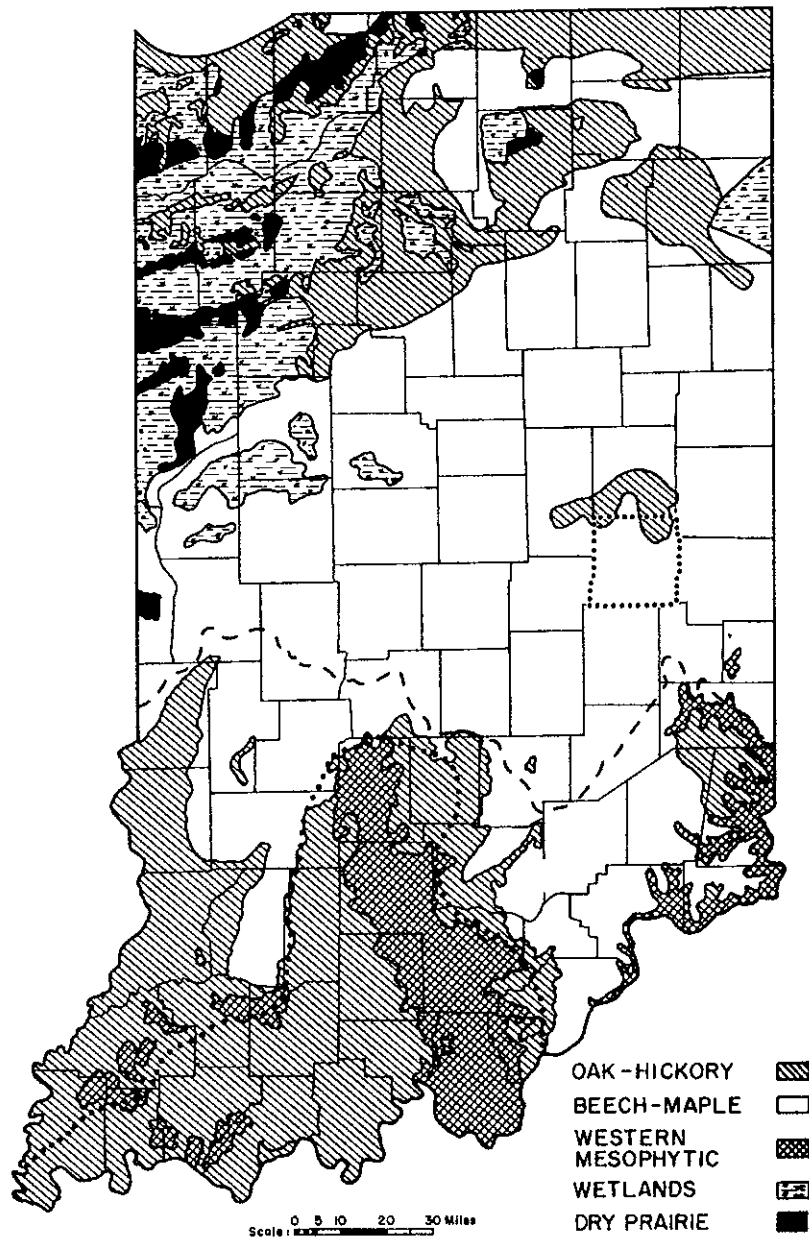 OAK-HICKORY
BEECH-MAPLE
WESTERN
MESOPHYTIC
WETLANDS
DRY PRAIRIE
Scale: 0 5 10 20 30 Miles